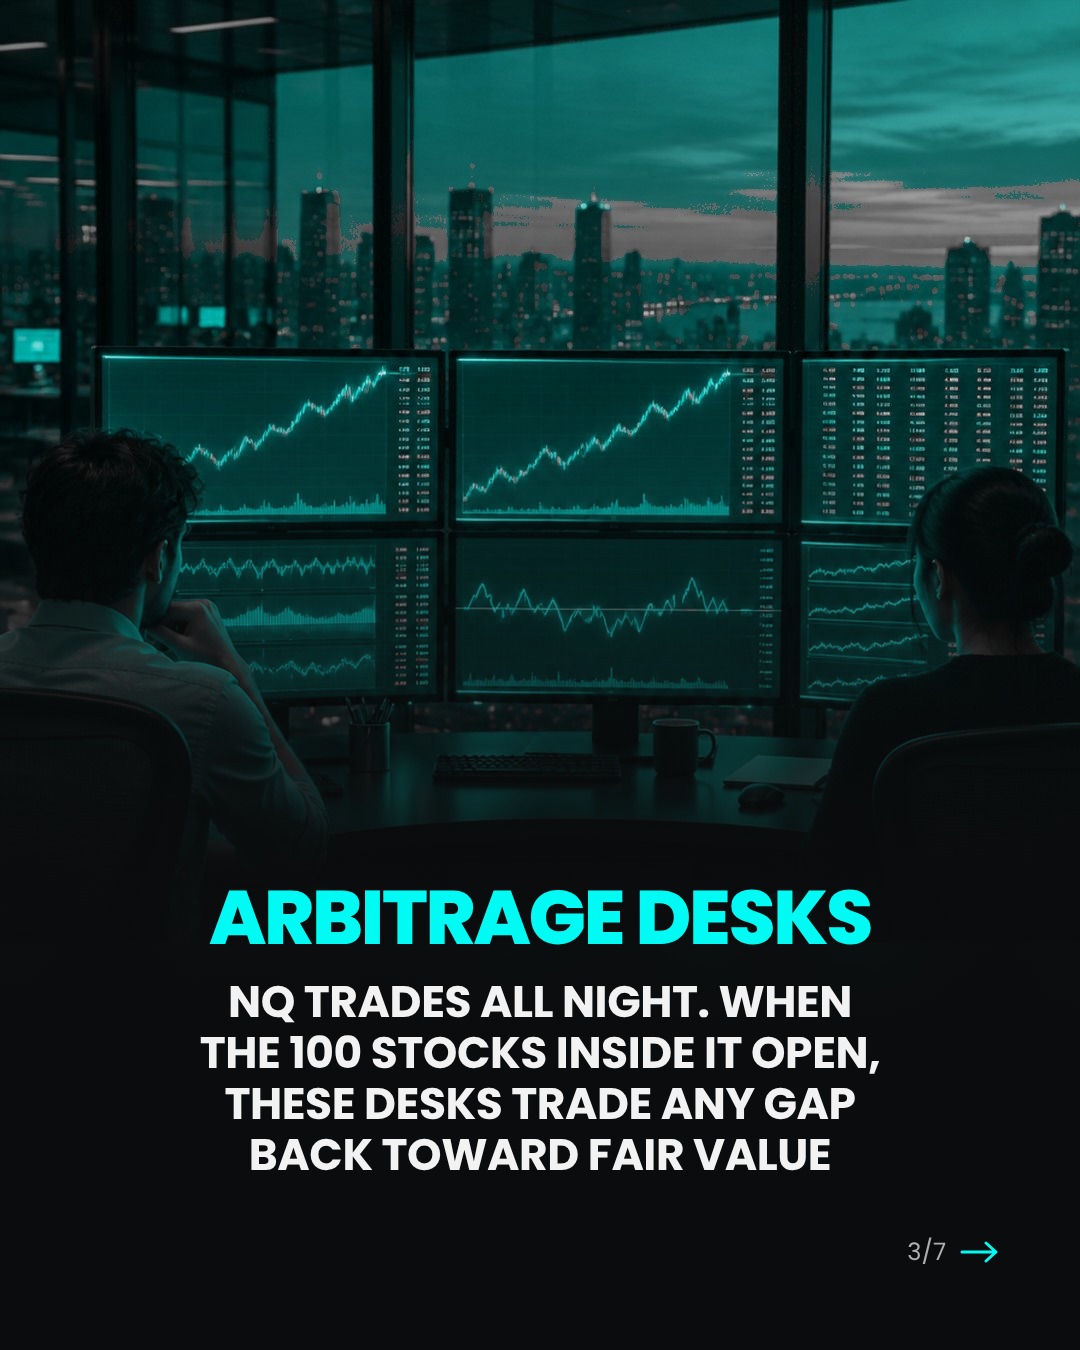 ARBITRAGE DESKS
NQ TRADES ALL NIGHT. WHEN
THE 100 STOCKS INSIDE IT OPEN,
THESE DESKS TRADE ANY GAP
BACK TOWARD FAIR VALUE
3/7